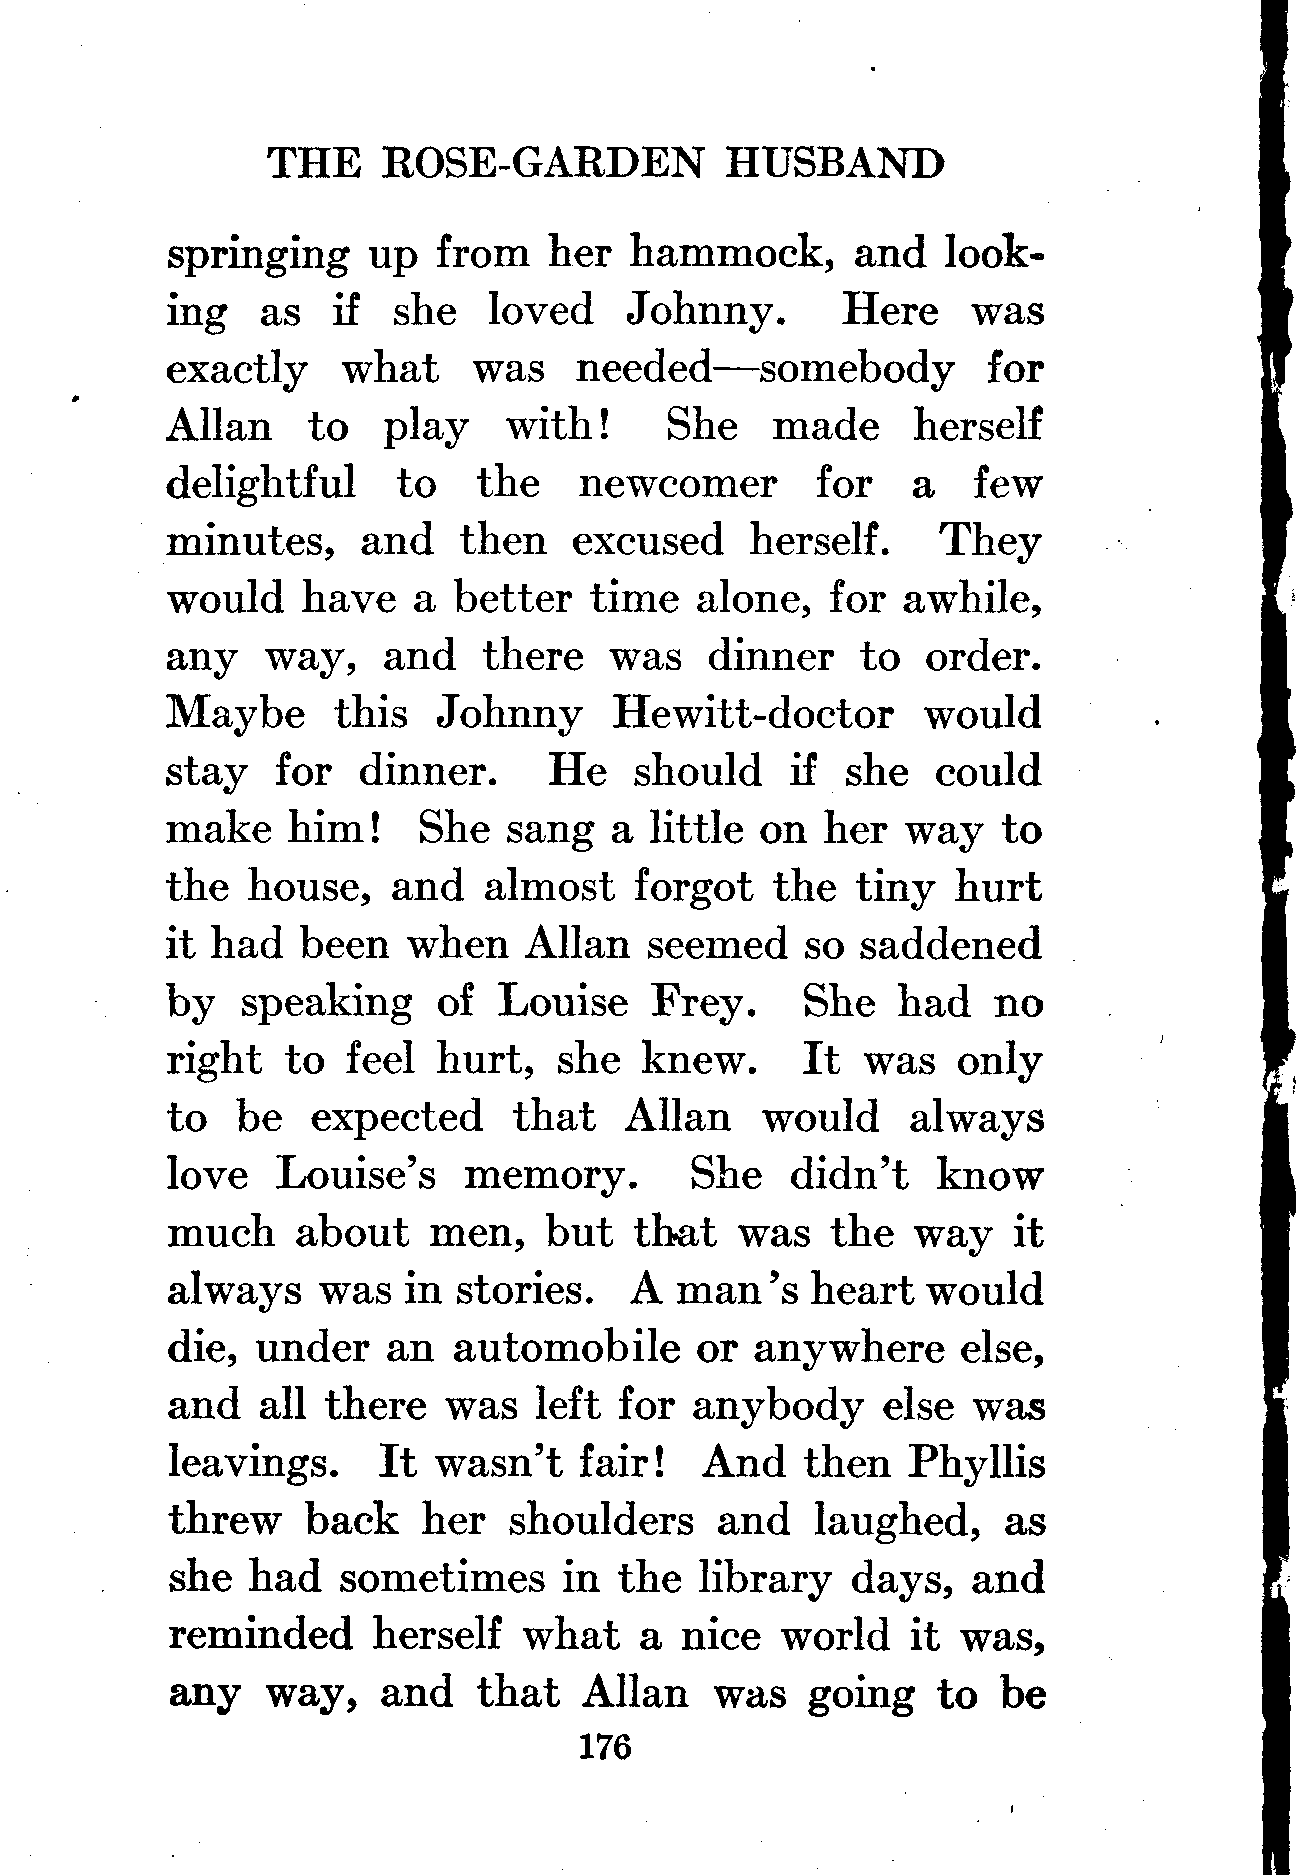 THE ROSE-GARDEN HUSBAND
springing up from her hammock, and look-
ing as if she loved Johnny. Here was
exactly what was needed—somebody for
Allan to play with! She made herself
delightful to the newcomer for a few
minutes, and then excused herself. They
would have a better time alone, for awhile,
any way, and there was dinner to order.
Maybe this Johnny Hewitt-doctor would
stay for dinner. He should if she could
make him! She sang a little on her way to
the house, and almost forgot the tiny hurt
it had been when Allan seemed so saddened
by speaking of Louise Frey. She had no
right to feel hurt, she knew. It was only
to be expected that Allan would always
love Louise's memory. She didn't know
much about men, but that was the way it
always was in stories. A man's heart would
die, under an automobile or anywhere else,
and all there was left for anybody else was
leavings. It wasn't fair! And then Phyllis
threw back her shoulders and laughed, as
she had sometimes in the library days, and
reminded herself what a nice world it was,
any way, and that Allan was going to be
176